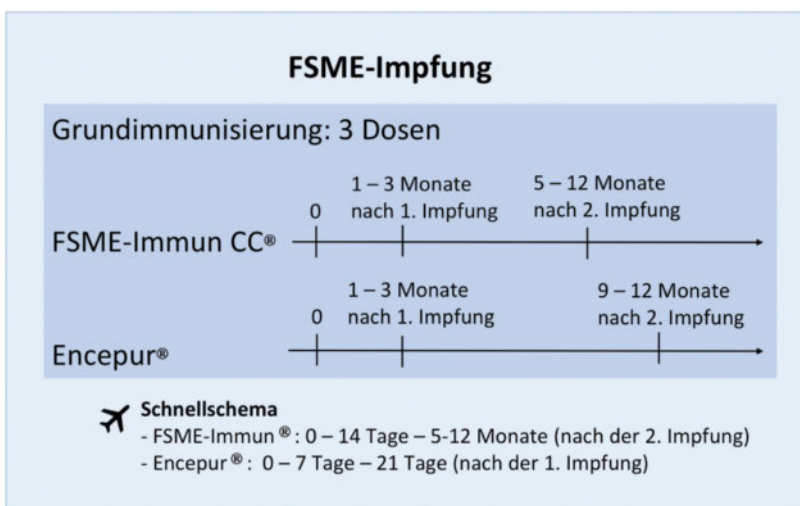 FSME-Impfung
Grundimmunisierung: 3 Dosen
1 – 3 Monate
nach 1. Impfung
5 – 12 Monate
nach 2. Impfung
0
FSME-Immun CC®
1 – 3 Monate
nach 1. Impfung
9 – 12 Monate
nach 2. Impfung
0
Encepur®
Schnellschema
- FSME-Immun ®: 0 – 14 Tage – 5-12 Monate (nach der 2. Impfung)
- Encepur ® : 0 – 7 Tage – 21 Tage (nach der 1. Impfung)